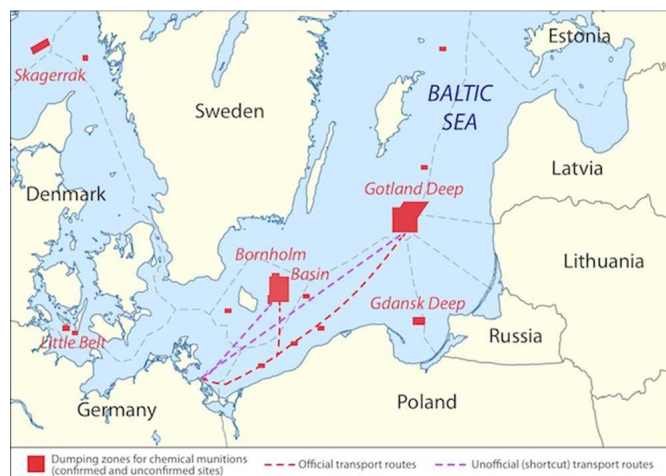 Estonia
Skagerrak
BALTIC
SEA
Sweden
Latvia
Denmark
Gotland Deep
Bornholm
Basin
Lithuania
Gdansk Deep
Russia
Little Belt
Germany
Poland
Dumping zones for chemical munitions
(confirmed and unconfirmed sites)
Official transport routes
Unofficial (shortcut) transport routes